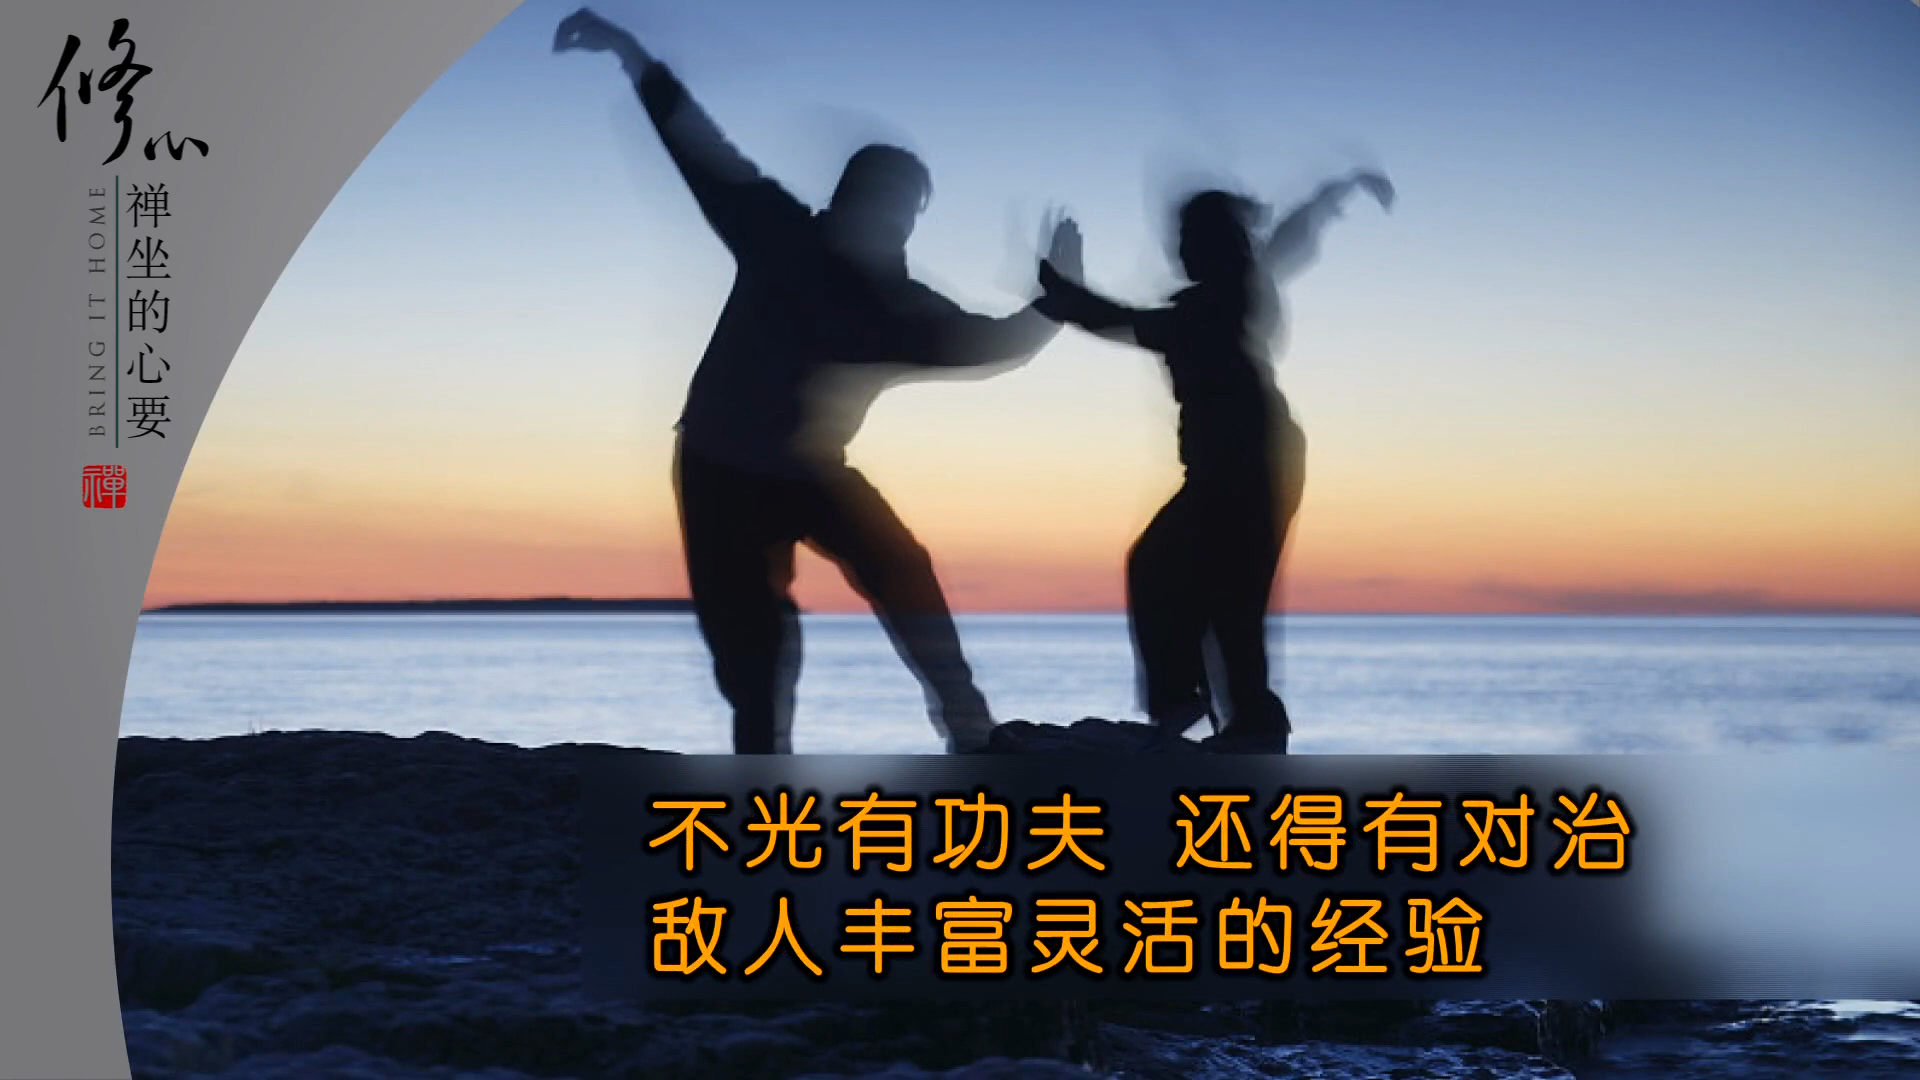 修心
禅坐的心要
BRING IT HOME
禪
不光有功夫 还得有对治
敌人丰富灵活的经验